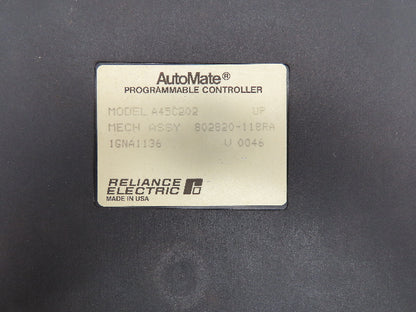 AutoMate®
PROGRAMMABLE CONTROLLER
MODEL A45C202 UP
MECH ASSY 802820-118RA
1GNA1136 V 0046
RELIANCE
ELECTRIC
MADE IN USA